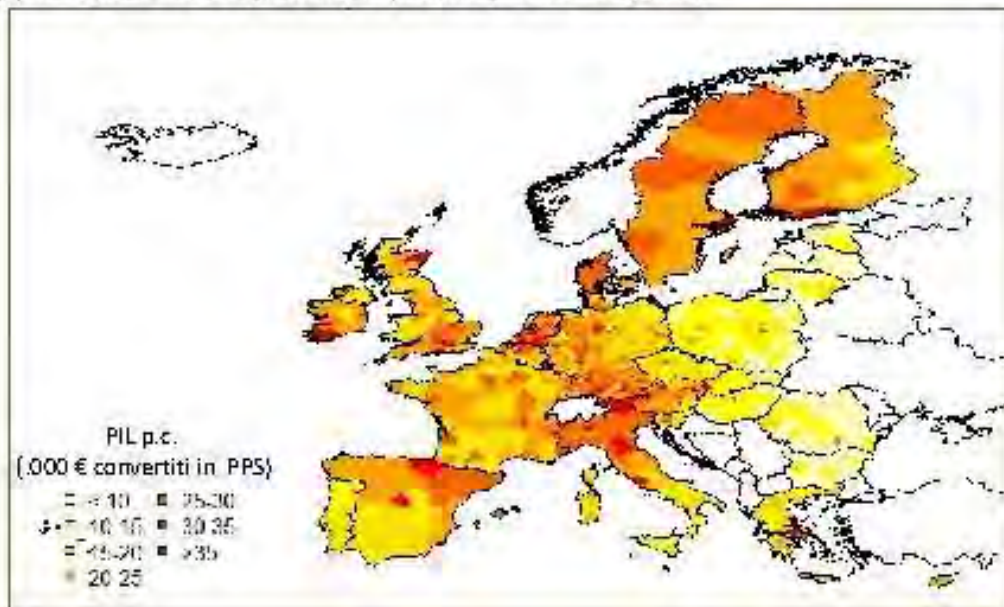 PIL p.c.
(.000 € convertiti in PPS)
< 10 25-30
10-15 30-35
15-20 >35
20-25